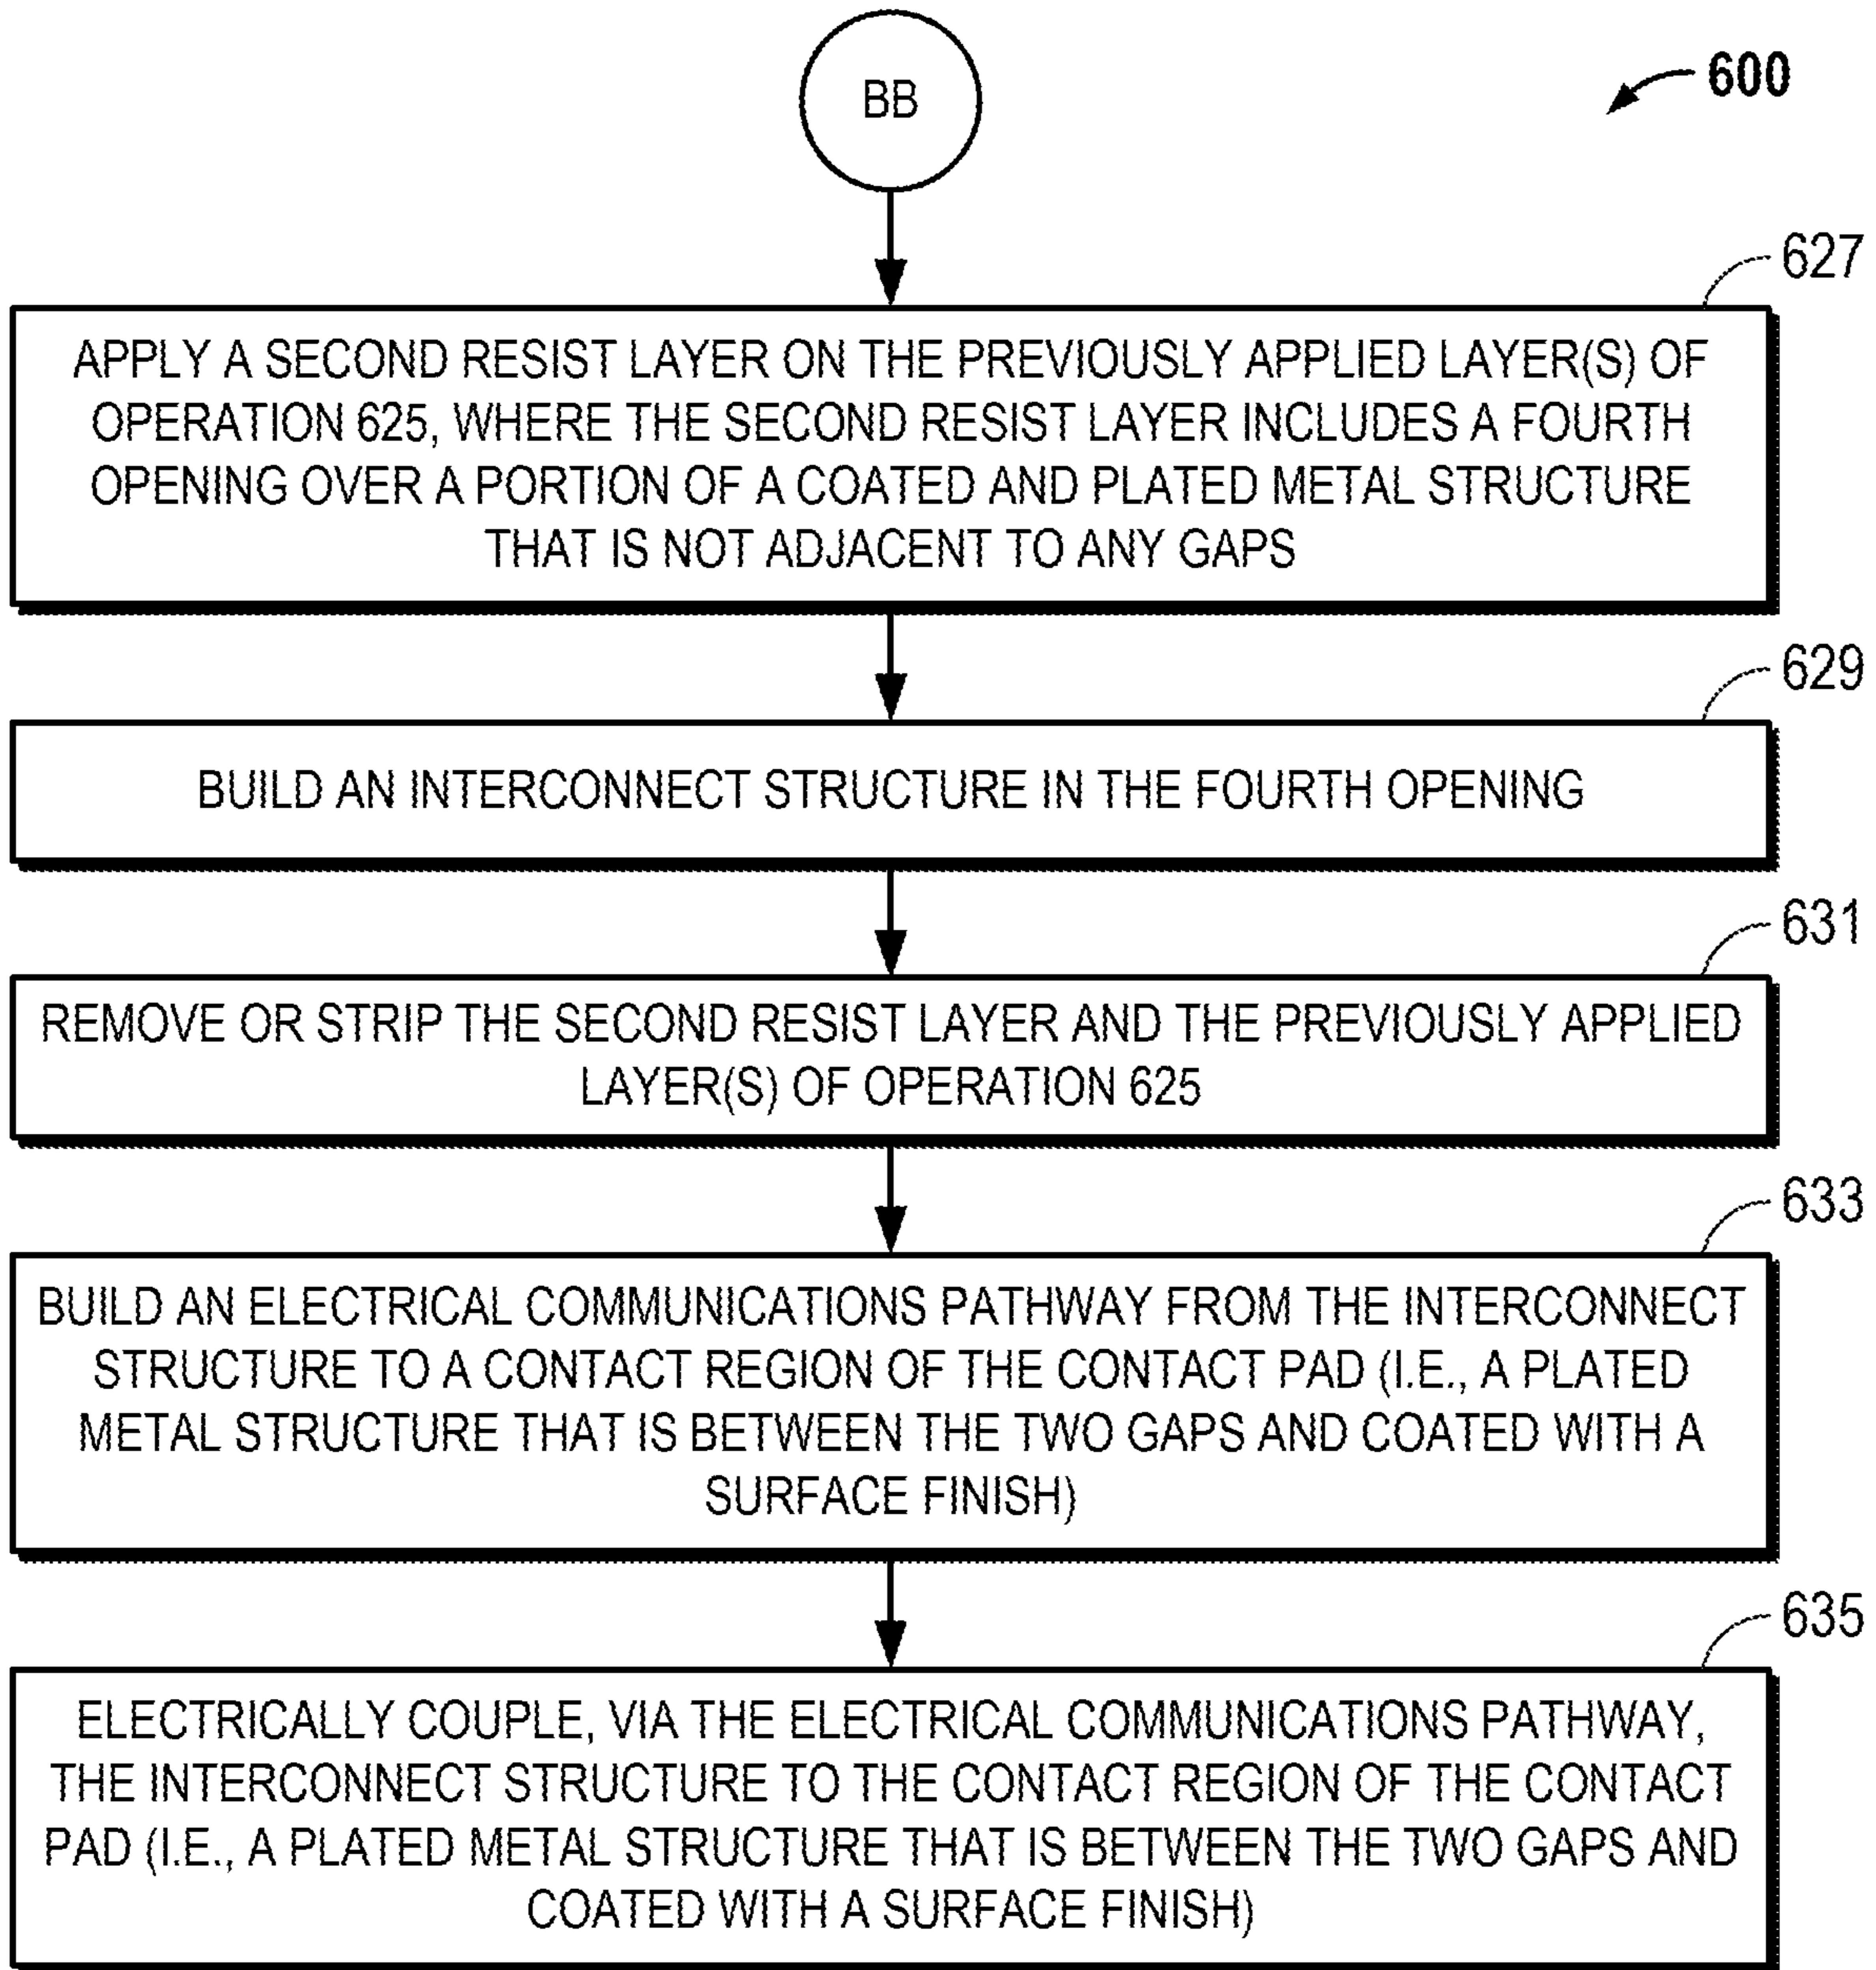 BB
600
627
APPLY A SECOND RESIST LAYER ON THE PREVIOUSLY APPLIED LAYER(S) OF
OPERATION 625, WHERE THE SECOND RESIST LAYER INCLUDES A FOURTH
OPENING OVER A PORTION OF A COATED AND PLATED METAL STRUCTURE
THAT IS NOT ADJACENT TO ANY GAPS
629
BUILD AN INTERCONNECT STRUCTURE IN THE FOURTH OPENING
631
REMOVE OR STRIP THE SECOND RESIST LAYER AND THE PREVIOUSLY APPLIED
LAYER(S) OF OPERATION 625
633
BUILD AN ELECTRICAL COMMUNICATIONS PATHWAY FROM THE INTERCONNECT
STRUCTURE TO A CONTACT REGION OF THE CONTACT PAD (I.E., A PLATED
METAL STRUCTURE THAT IS BETWEEN THE TWO GAPS AND COATED WITH A
SURFACE FINISH)
635
ELECTRICALLY COUPLE, VIA THE ELECTRICAL COMMUNICATIONS PATHWAY,
THE INTERCONNECT STRUCTURE TO THE CONTACT REGION OF THE CONTACT
PAD (I.E., A PLATED METAL STRUCTURE THAT IS BETWEEN THE TWO GAPS AND
COATED WITH A SURFACE FINISH)